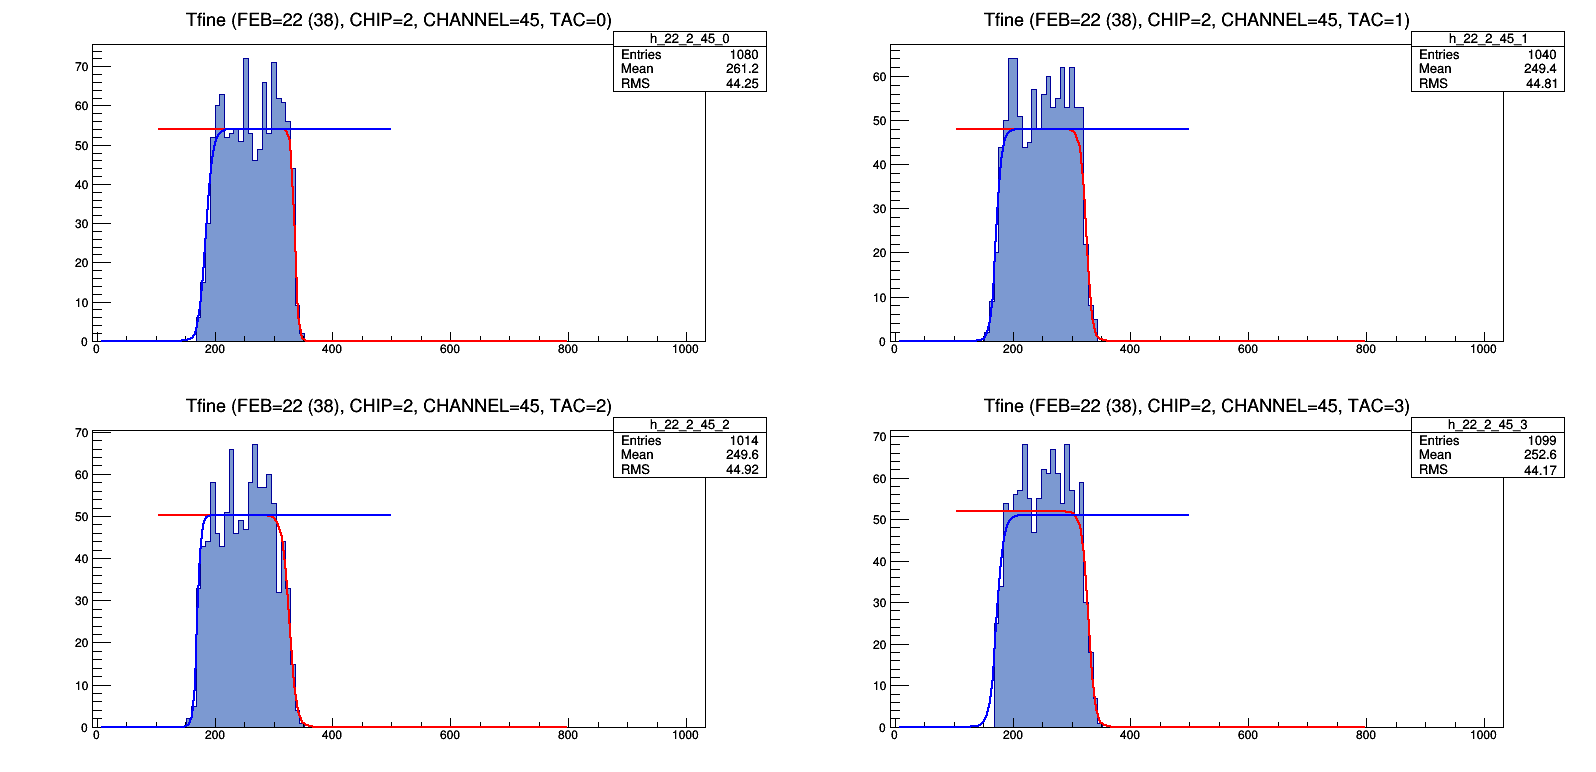 Tfine (FEB=22 (38), CHIP=2, CHANNEL=45, TAC=0)
h_22_2_45_0
Entries 1080
Mean 261.2
RMS 44.25
70
60
50
40
30
20
10
0
0 200 400 600 800 1000
Tfine (FEB=22 (38), CHIP=2, CHANNEL=45, TAC=1)
h_22_2_45_1
Entries 1040
Mean 249.4
RMS 44.81
60
50
40
30
20
10
0
0 200 400 600 800 1000
Tfine (FEB=22 (38), CHIP=2, CHANNEL=45, TAC=2)
h_22_2_45_2
Entries 1014
Mean 249.6
RMS 44.92
70
60
50
40
30
20
10
0
0 200 400 600 800 1000
Tfine (FEB=22 (38), CHIP=2, CHANNEL=45, TAC=3)
h_22_2_45_3
Entries 1099
Mean 252.6
RMS 44.17
70
60
50
40
30
20
10
0
0 200 400 600 800 1000